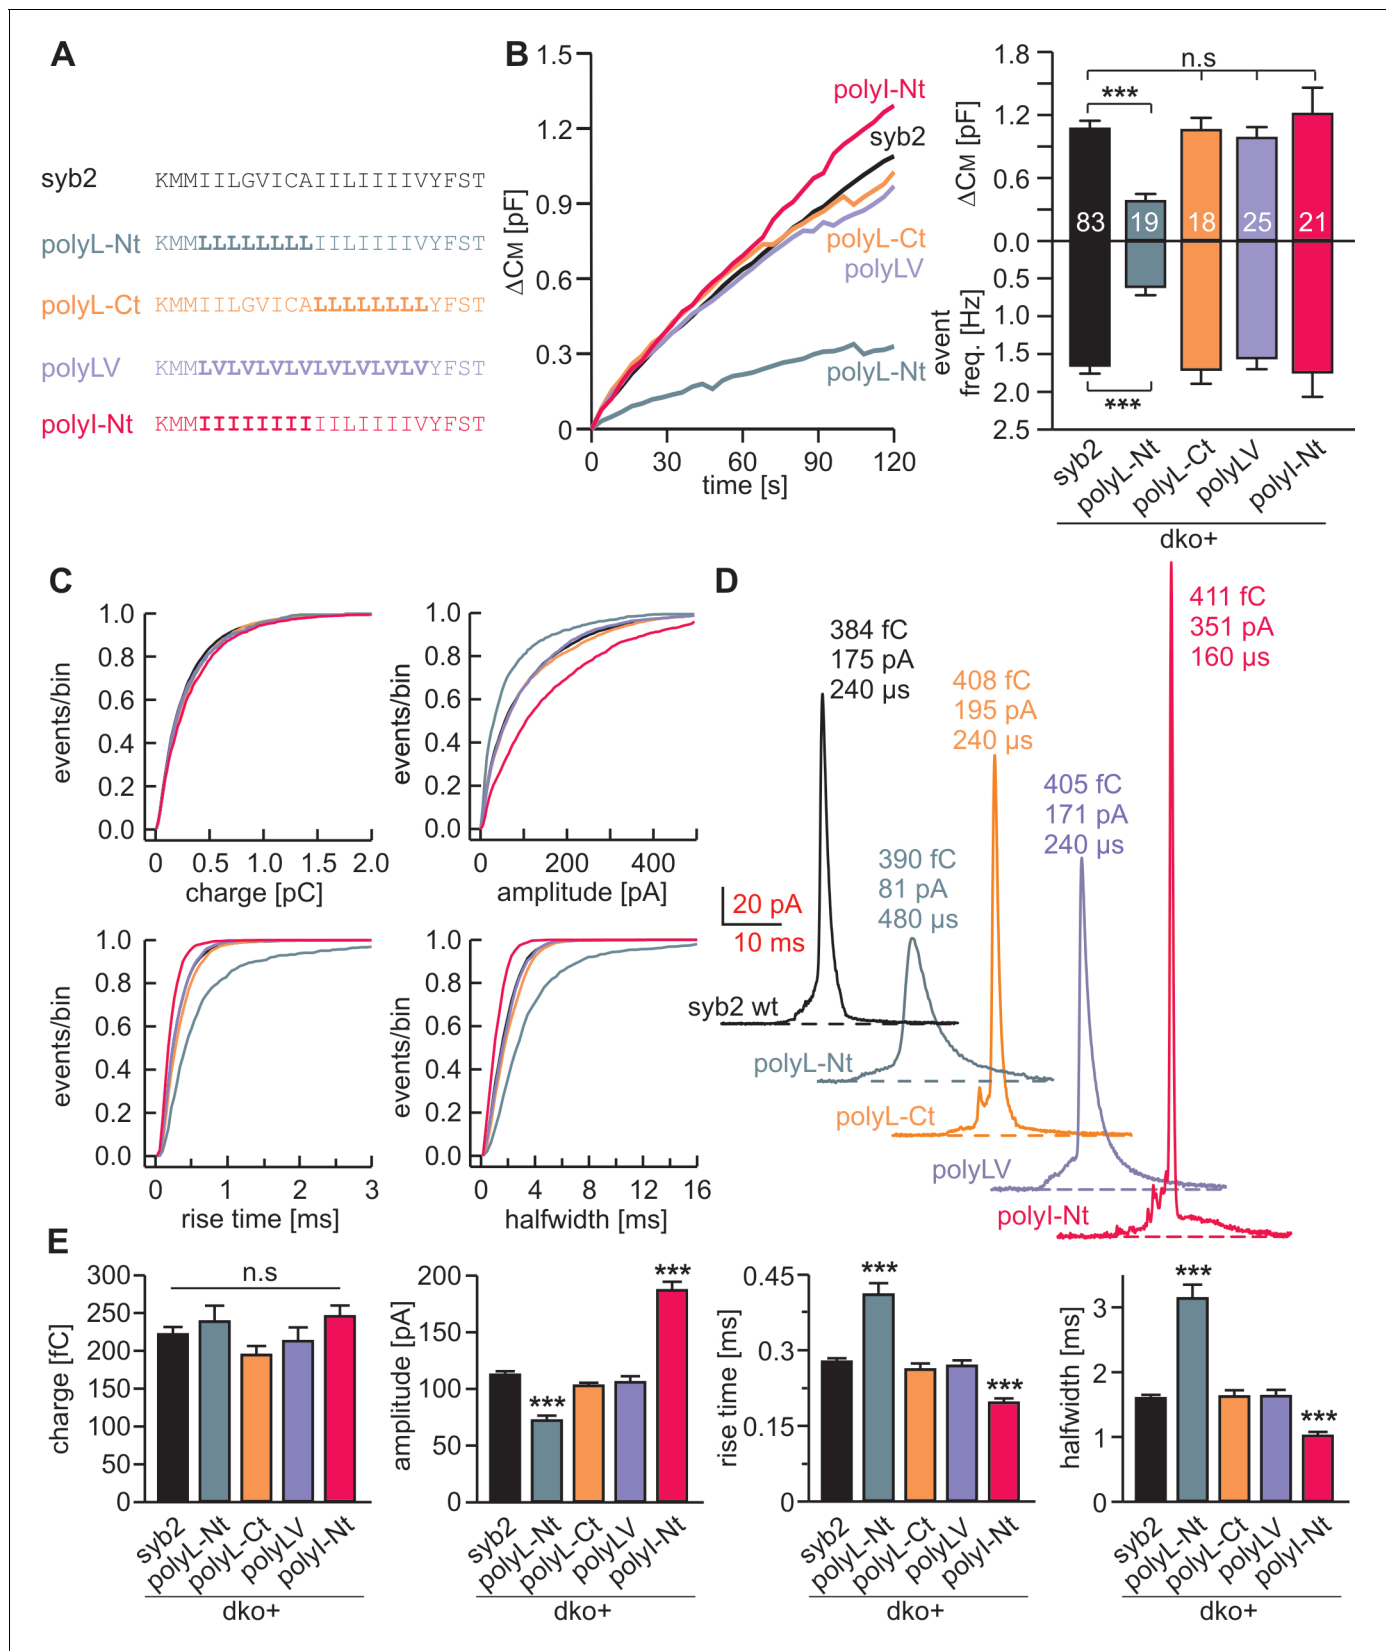 A
syb2 KMMIILGVICAIILIIIIVYFST
polyL-Nt KMMLLLLLLLLIILIIIIVYFST
polyL-Ct KMMIILGVICALLLLLLLLYFST
polyLV KMMLVLVLVLVLVLVLVLVYFST
polyI-Nt KMMIIIIIIIIIILIIIIVYFST
B
1.5
1.2
0.9
0.6
0.3
0
ΔCM [pF]
polyI-Nt
syb2
polyL-Ct
polyLV
polyL-Nt
0 30 60 90 120
time [s]
1.8
1.2
0.6
0.0
0.5
1.0
1.5
2.0
2.5
ΔCM [pF]
event
freq. [Hz]
n.s
***
83 19 18 25 21
***
syb2 polyL-Nt polyL-Ct polyLV polyI-Nt
dko+
C
1.0
0.8
0.6
0.4
0.2
0.0
events/bin
0 0.5 1.0 1.5 2.0
charge [pC]
1.0
0.8
0.6
0.4
0.2
0.0
events/bin
0 200 400
amplitude [pA]
1.0
0.8
0.6
0.4
0.2
0.0
events/bin
0 1 2 3
rise time [ms]
1.0
0.8
0.6
0.4
0.2
0.0
events/bin
0 4 8 12 16
halfwidth [ms]
D
384 fC
175 pA
240 µs
390 fC
81 pA
480 µs
408 fC
195 pA
240 µs
405 fC
171 pA
240 µs
411 fC
351 pA
160 µs
20 pA
10 ms
syb2 wt
polyL-Nt
polyL-Ct
polyLV
polyI-Nt
E
300
250
200
150
100
50
0
charge [fC]
n.s
syb2 polyL-Nt polyL-Ct polyLV polyI-Nt
dko+
200
150
100
50
0
amplitude [pA]
***
***
syb2 polyL-Nt polyL-Ct polyLV polyI-Nt
dko+
0.45
0.3
0.15
0
rise time [ms]
***
***
syb2 polyL-Nt polyL-Ct polyLV polyI-Nt
dko+
3
2
1
0
halfwidth [ms]
***
***
syb2 polyL-Nt polyL-Ct polyLV polyI-Nt
dko+